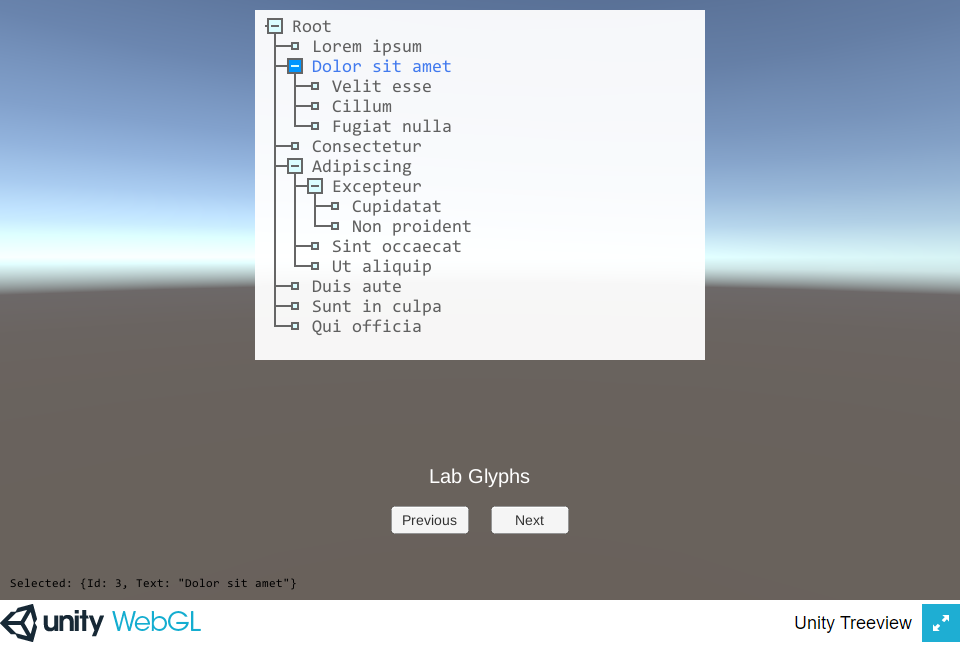 Root
Lorem ipsum
Dolor sit amet
Velit esse
Cillum
Fugiat nulla
Consectetur
Adipiscing
Excepteur
Cupidatat
Non proident
Sint occaecat
Ut aliquip
Duis aute
Sunt in culpa
Qui officia
Lab Glyphs
Previous Next
Selected: {Id: 3, Text: "Dolor sit amet"}
unity WebGL Unity Treeview